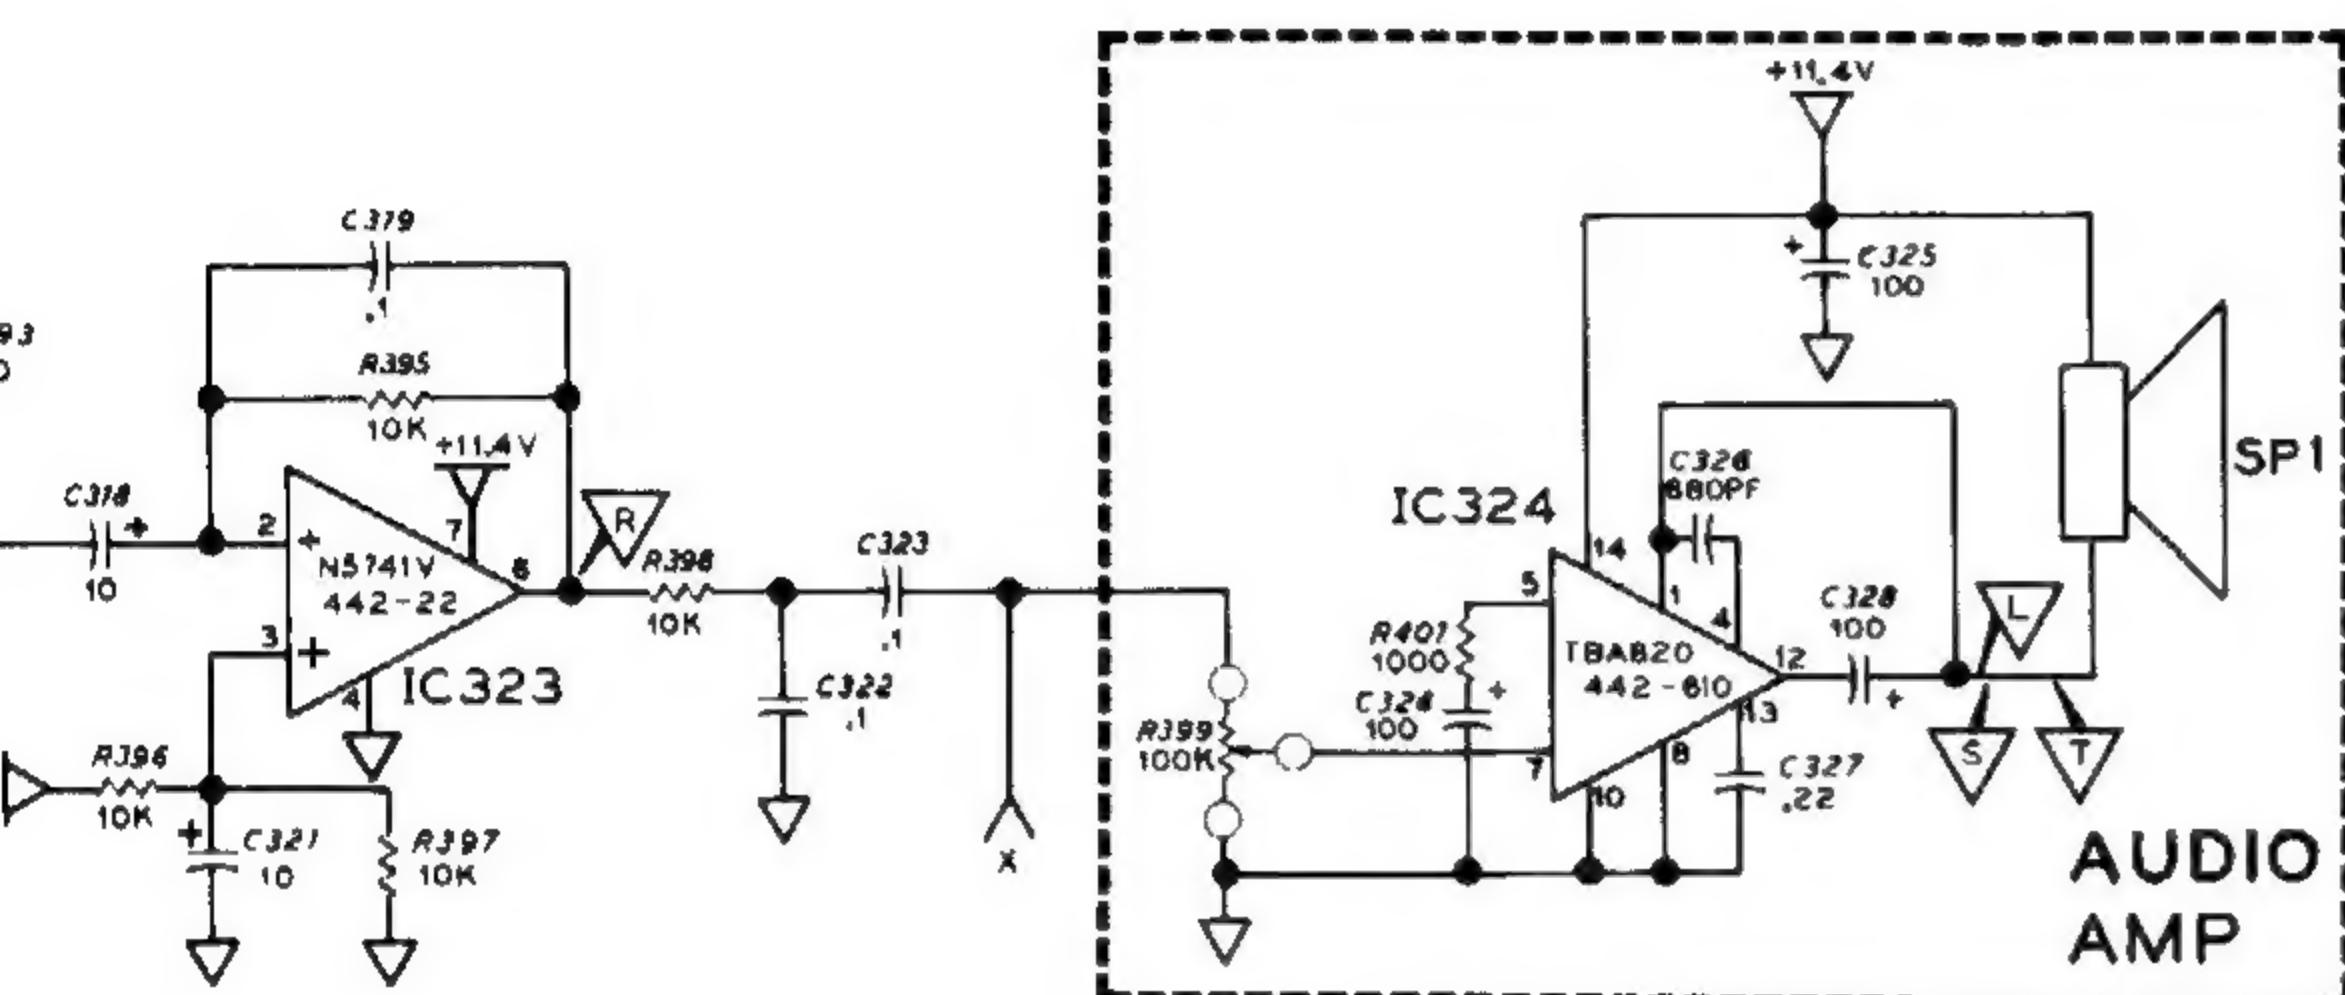 93
C319
.1
R395
10K
+11.4V
C318
+
10
2
+
7
N5741V
442-22
6
3
+
4
IC323
R
R398
10K
C323
.1
C322
.1
X
R396
10K
+
C321
10
R397
10K
+11.4V
+
C325
100
SP1
IC324
C326
680PF
14
1
4
5
R401
1000
C328
100
+
TBA820
442-610
12
C328
100
+
L
S
T
R399
100K
7
10
8
13
C327
.22
AUDIO
AMP